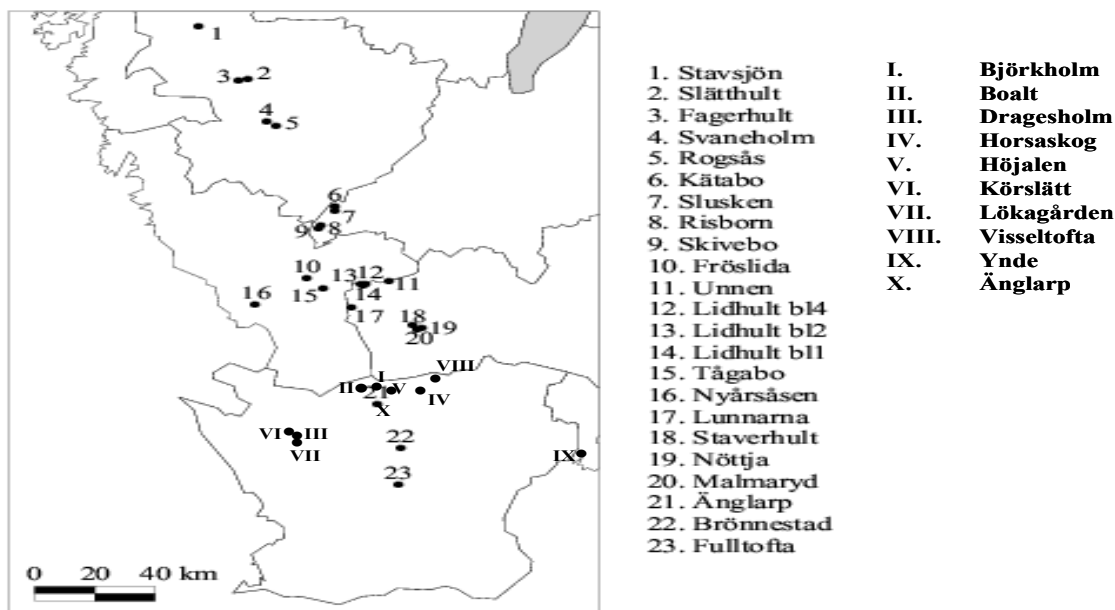 1
3 2
4
5
6
7
9 8
10
13 12
11
15
14
16
17
18
19
20
VIII
I
II
V
21
IV
X
VI III
VII
22
IX
23
0 20 40 km
1. Stavsjön
2. Slätthult
3. Fagerhult
4. Svaneholm
5. Rogsås
6. Kätabo
7. Slusken
8. Risborn
9. Skivebo
10. Fröslida
11. Unnen
12. Lidhult bl4
13. Lidhult bl2
14. Lidhult bl1
15. Tågabo
16. Nyårsåsen
17. Lunnarna
18. Staverhult
19. Nöttja
20. Malmaryd
21. Änglarp
22. Brönnestad
23. Fulltofta
I. Björkholm
II. Boalt
III. Dragesholm
IV. Horsaskog
V. Höjalen
VI. Körslätt
VII. Lökagården
VIII. Visseltofta
IX. Ynde
X. Änglarp